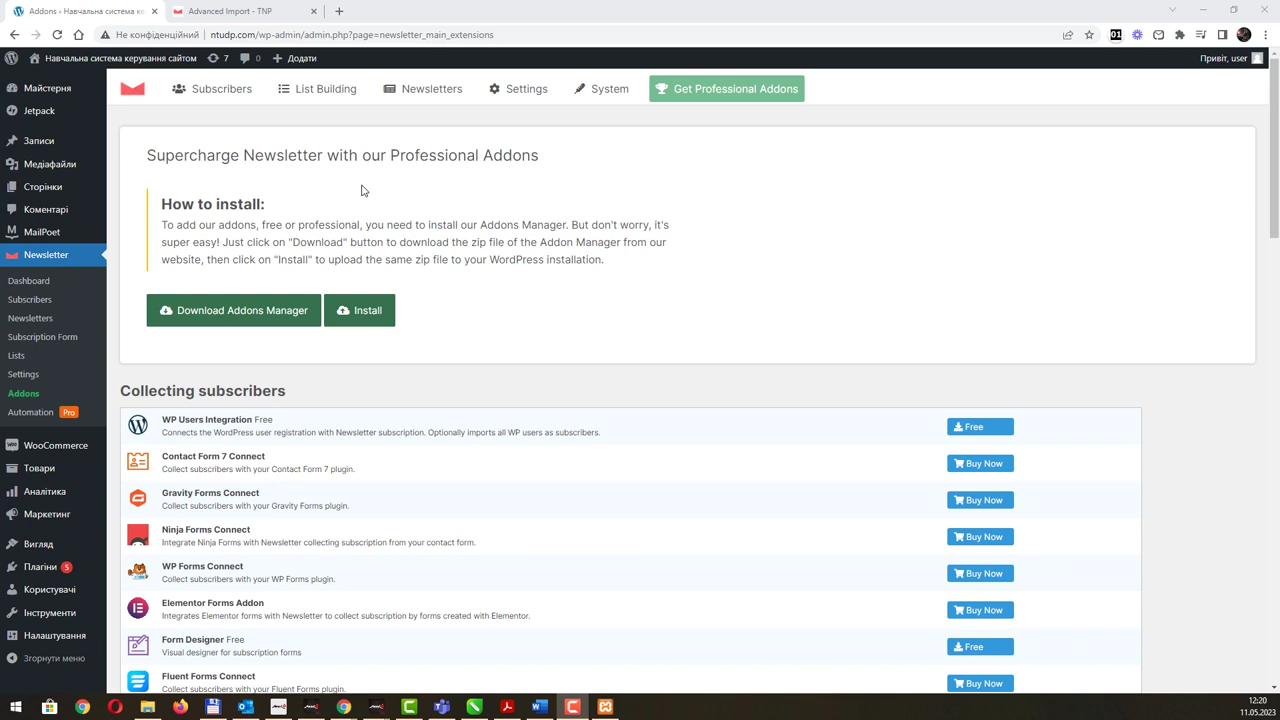 Addons ‹ Навчальна система ке
Advanced Import - TNP
Не конфіденційний
ntudp.com/wp-admin/admin.php?page=newsletter_main_extensions
Навчальна система керування сайтом
7
0
Додати
Привіт, user
Майстерня
Jetpack
Записи
Медіафайли
Сторінки
Коментарі
MailPoet
Newsletter
Dashboard
Subscribers
Newsletters
Subscription Form
Lists
Settings
Addons
Automation Pro
WooCommerce
Товари
Аналітика
Маркетинг
Вигляд
Плагіни 5
Користувачі
Інструменти
Налаштування
Згорнути меню
Subscribers
List Building
Newsletters
Settings
System
Get Professional Addons
Supercharge Newsletter with our Professional Addons
How to install:
To add our addons, free or professional, you need to install our Addons Manager. But don't worry, it's
super easy! Just click on "Download" button to download the zip file of the Addon Manager from our
website, then click on "Install" to upload the same zip file to your WordPress installation.
Download Addons Manager
Install
Collecting subscribers
WP Users Integration Free
Connects the WordPress user registration with Newsletter subscription. Optionally imports all WP users as subscribers.
Free
Contact Form 7 Connect
Collect subscribers with your Contact Form 7 plugin.
Buy Now
Gravity Forms Connect
Collect subscribers with your Gravity Forms plugin.
Buy Now
Ninja Forms Connect
Integrate Ninja Forms with Newsletter collecting subscription from your contact form.
Buy Now
WP Forms Connect
Collect subscribers with your WP Forms plugin.
Buy Now
Elementor Forms Addon
Integrates Elementor forms with Newsletter to collect subscription by forms created with Elementor.
Buy Now
Form Designer Free
Visual designer for subscription forms
Free
Fluent Forms Connect
Collect subscribers with your Fluent Forms plugin.
Buy Now
12:20
11.05.2023